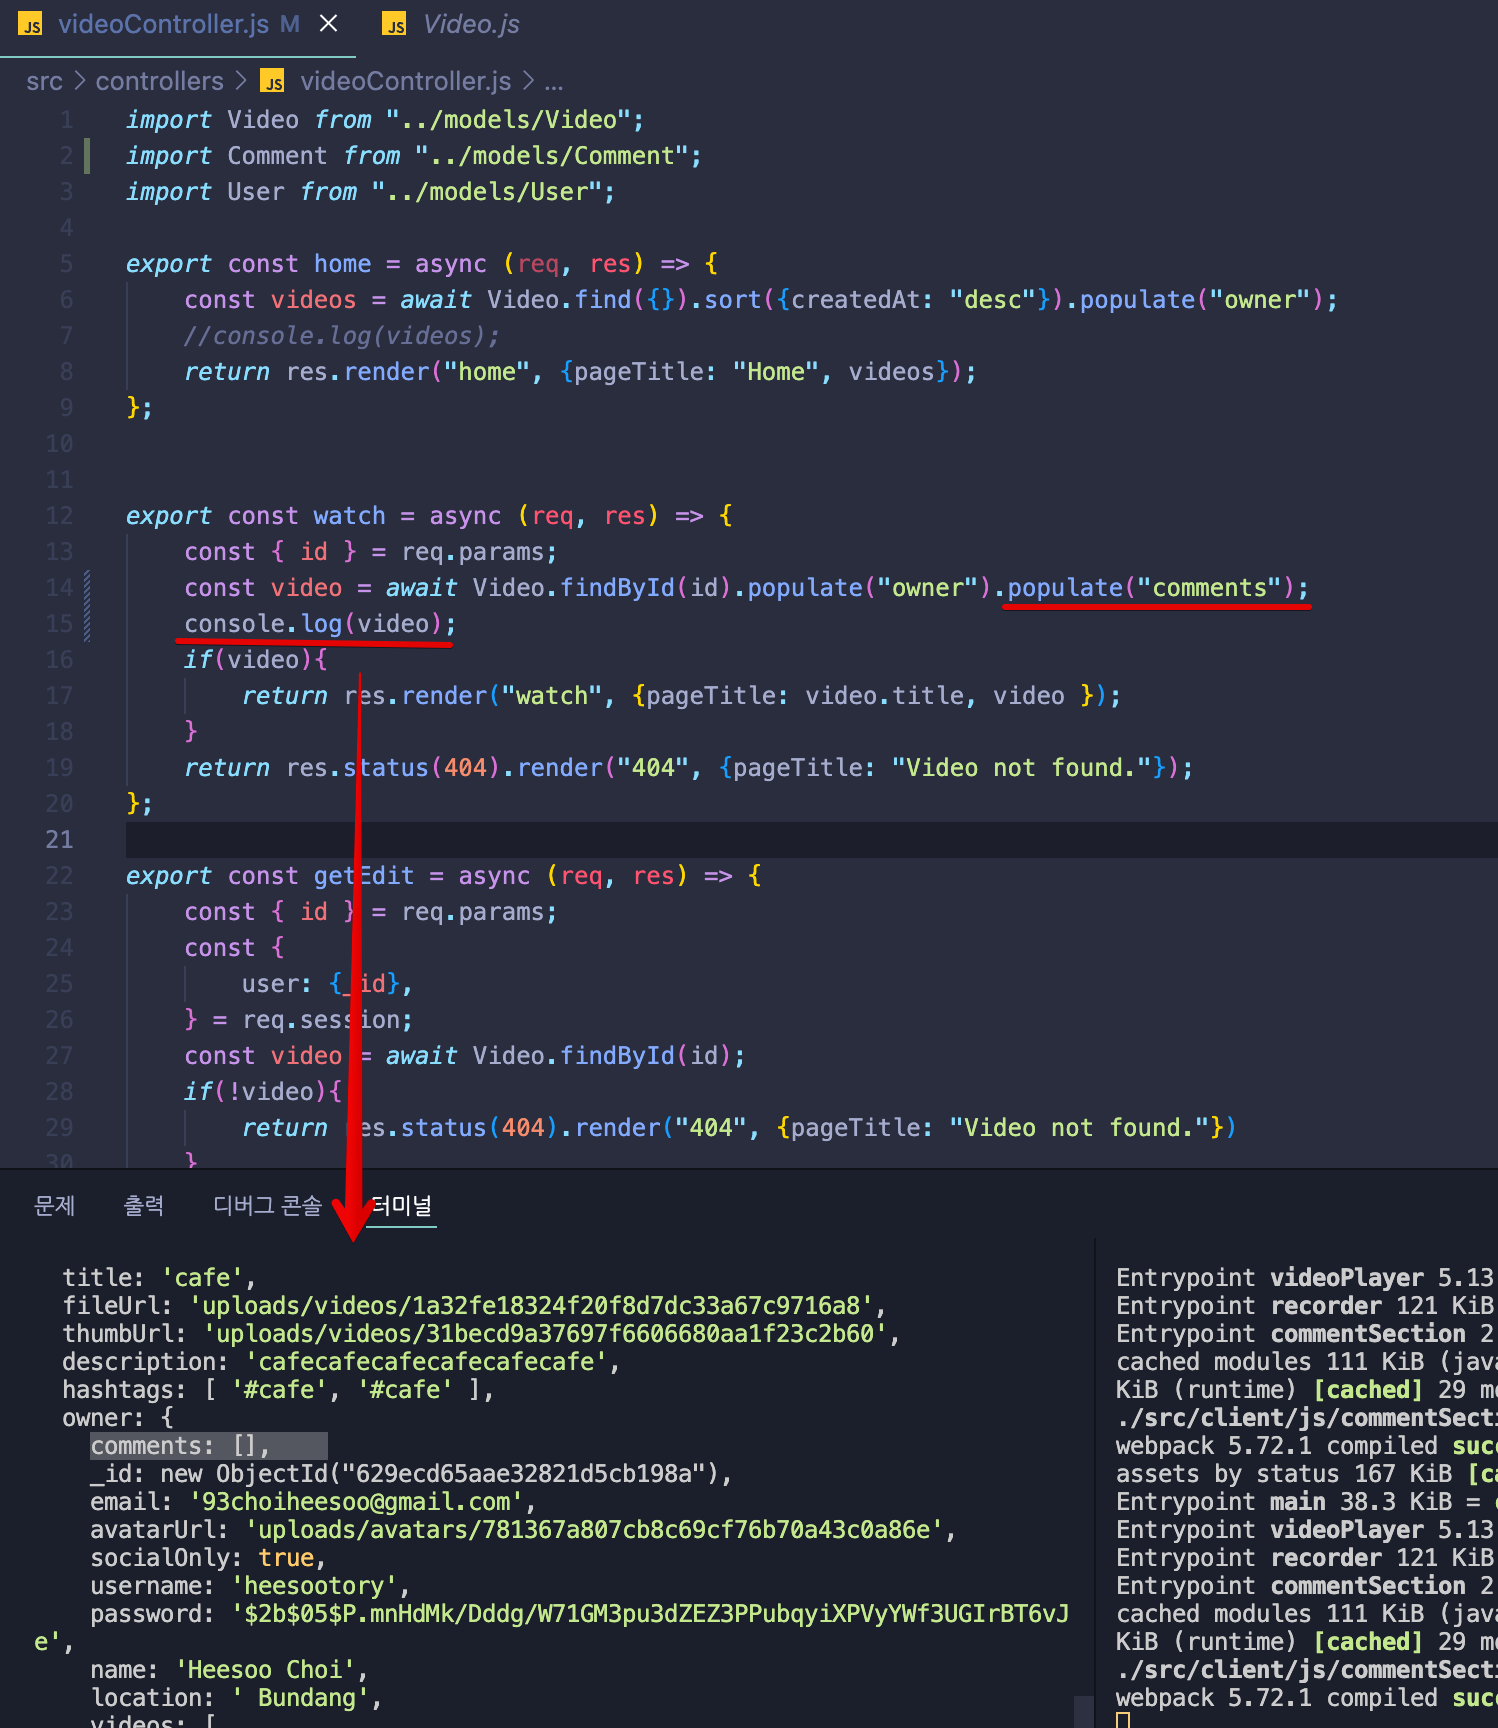 JS videoController.js M ×
JS Video.js
src > controllers > JS videoController.js > ...
1 import Video from "../models/Video";
2 import Comment from "../models/Comment";
3 import User from "../models/User";
4
5 export const home = async (req, res) => {
6 const videos = await Video.find({}).sort({createdAt: "desc"}).populate("owner");
7 //console.log(videos);
8 return res.render("home", {pageTitle: "Home", videos});
9 };
10
11
12 export const watch = async (req, res) => {
13 const { id } = req.params;
14 const video = await Video.findById(id).populate("owner").populate("comments");
15 console.log(video);
16 if(video){
17 return res.render("watch", {pageTitle: video.title, video });
18 }
19 return res.status(404).render("404", {pageTitle: "Video not found."});
20 };
21
22 export const getEdit = async (req, res) => {
23 const { id } = req.params;
24 const {
25 user: {_id},
26 } = req.session;
27 const video = await Video.findById(id);
28 if(!video){
29 return res.status(404).render("404", {pageTitle: "Video not found."})
30 }
문제 출력 디버그 콘솔 터미널
title: 'cafe',
fileUrl: 'uploads/videos/1a32fe18324f20f8d7dc33a67c9716a8',
thumbUrl: 'uploads/videos/31becd9a37697f6606680aa1f23c2b60',
description: 'cafecafecafecafecafecafe',
hashtags: [ '#cafe', '#cafe' ],
owner: {
comments: [],
_id: new ObjectId("629ecd65aae32821d5cb198a"),
email: '93choiheesoo@gmail.com',
avatarUrl: 'uploads/avatars/781367a807cb8c69cf76b70a43c0a86e',
socialOnly: true,
username: 'heesootory',
password: '$2b$05$P.mnHdMk/Dddg/W71GM3pu3dZEZ3PPubqyiXPVyYWf3UGIrBT6vJ
e',
name: 'Heesoo Choi',
location: ' Bundang',
videos: [
Entrypoint videoPlayer 5.13
Entrypoint recorder 121 KiB
Entrypoint commentSection 2
cached modules 111 KiB (java
KiB (runtime) [cached] 29 mo
./src/client/js/commentSecti
webpack 5.72.1 compiled succ
assets by status 167 KiB [ca
Entrypoint main 38.3 KiB =
Entrypoint videoPlayer 5.13
Entrypoint recorder 121 KiB
Entrypoint commentSection 2
cached modules 111 KiB (java
KiB (runtime) [cached] 29 mo
./src/client/js/commentSecti
webpack 5.72.1 compiled succ